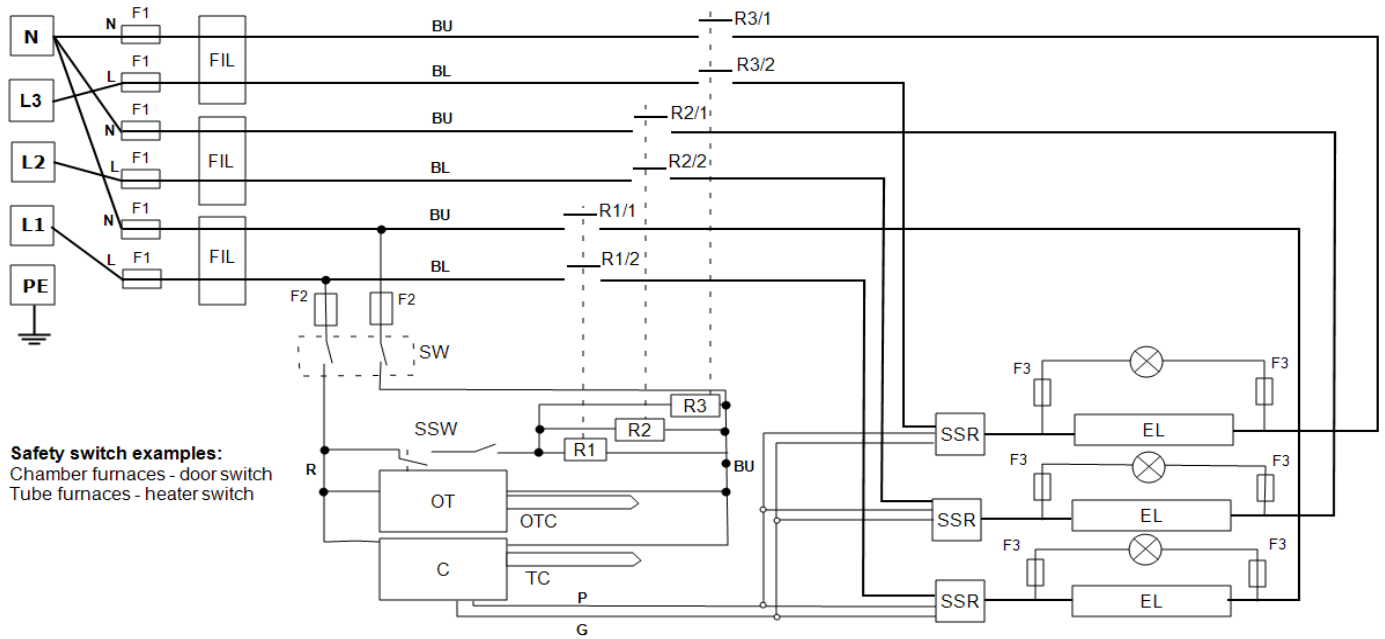 N
L3
L2
L1
PE
N
F1
BU
R3/1
L
F1
FIL
BL
R3/2
N
F1
BU
R2/1
L
F1
FIL
BL
R2/2
N
F1
BU
R1/1
L
F1
FIL
BL
R1/2
F2
F2
SW
R3
R2
SSW
R1
R
BU
OT
OTC
C
TC
P
G
Safety switch examples:
Chamber furnaces - door switch
Tube furnaces - heater switch
F3
F3
SSR
EL
F3
F3
SSR
EL
F3
F3
SSR
EL